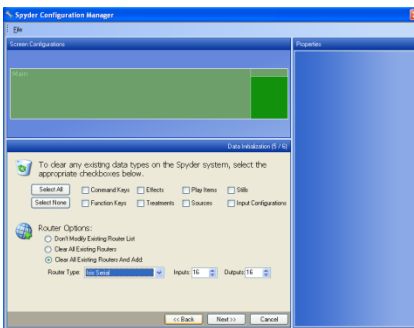 Spyder Configuration Manager
File
Screen Configurations
Properties
Main
Data Initialization (5 / 6)
To clear any existing data types on the Spyder system, select the
appropriate checkboxes below.
Select All
Command Keys
Effects
Play Items
Stills
Select None
Function Keys
Treatments
Sources
Input Configurations
Router Options:
Don't Modify Existing Router List
Clear All Existing Routers
Clear All Existing Routers And Add:
Router Type: Iris Serial Inputs: 16 Outputs: 16
<< Back
Next >>
Cancel